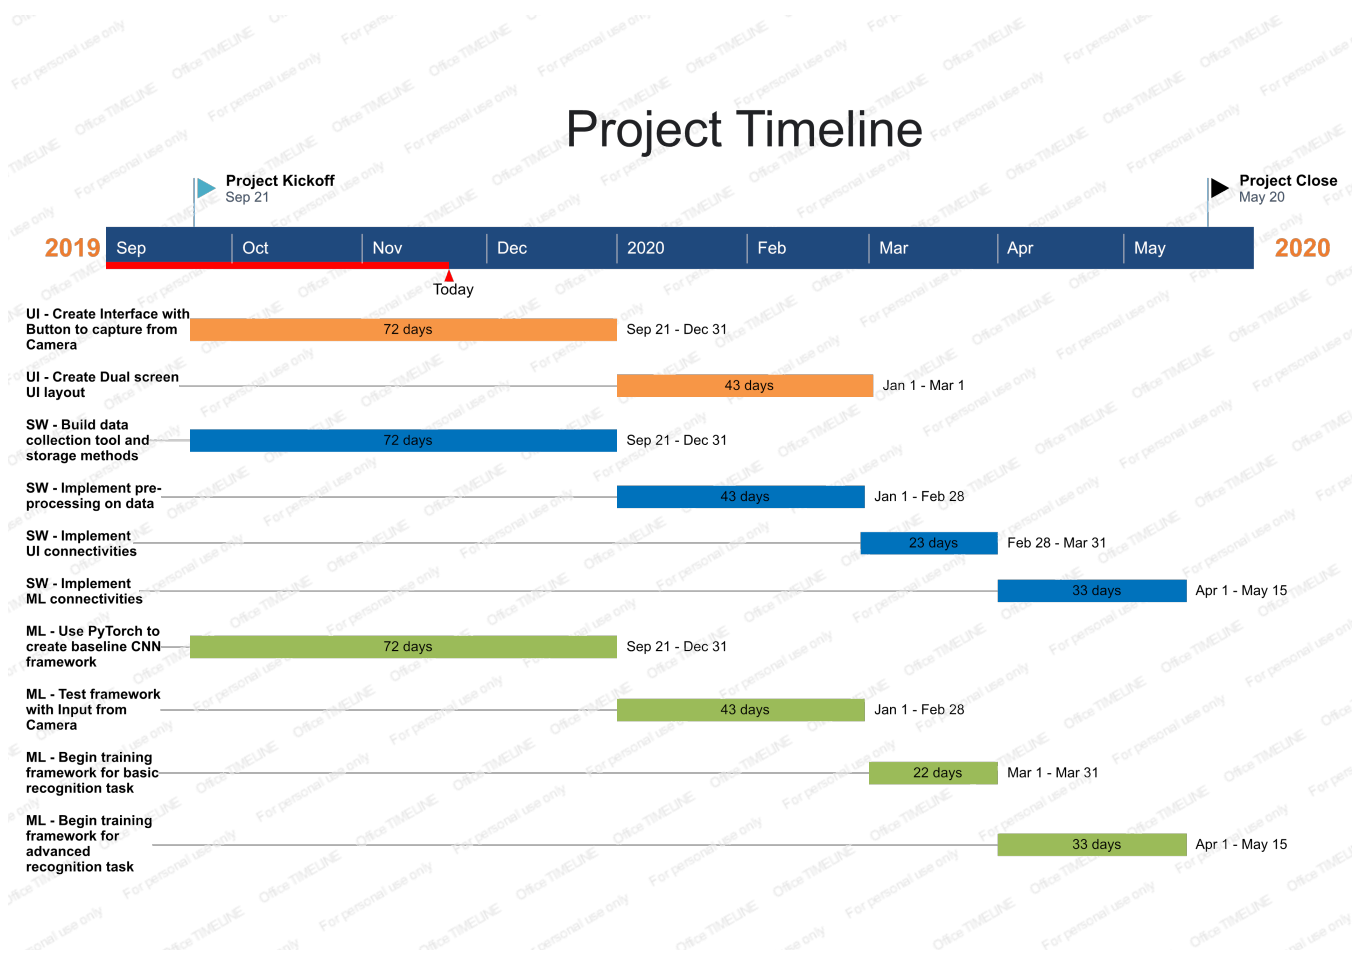 Project Timeline
Project Kickoff
Sep 21
Project Close
May 20
2019
Sep
Oct
Nov
Dec
2020
Feb
Mar
Apr
May
2020
Today
UI - Create Interface with
Button to capture from
Camera
72 days
Sep 21 - Dec 31
UI - Create Dual screen
UI layout
43 days
Jan 1 - Mar 1
SW - Build data
collection tool and
storage methods
72 days
Sep 21 - Dec 31
SW - Implement pre-
processing on data
43 days
Jan 1 - Feb 28
SW - Implement
UI connectivities
23 days
Feb 28 - Mar 31
SW - Implement
ML connectivities
33 days
Apr 1 - May 15
ML - Use PyTorch to
create baseline CNN
framework
72 days
Sep 21 - Dec 31
ML - Test framework
with Input from
Camera
43 days
Jan 1 - Feb 28
ML - Begin training
framework for basic
recognition task
22 days
Mar 1 - Mar 31
ML - Begin training
framework for
advanced
recognition task
33 days
Apr 1 - May 15
For personal use only
Office TIMELINE